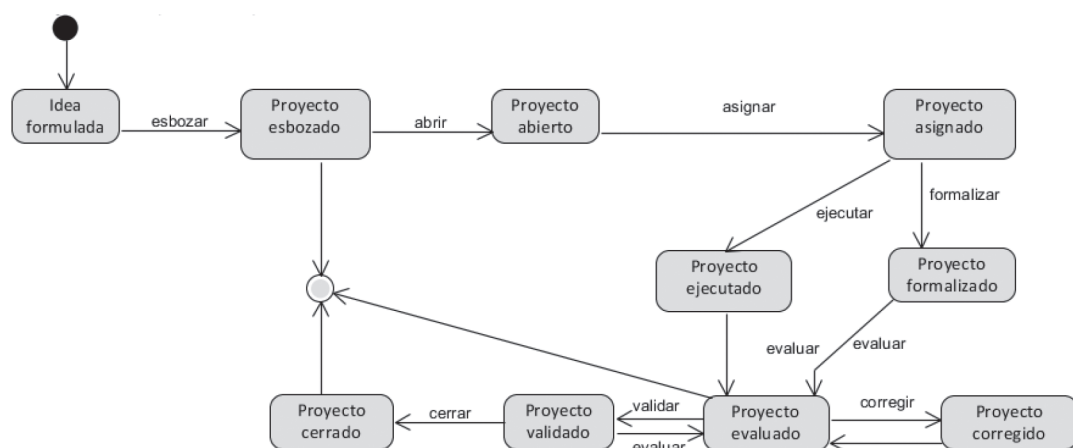 Idea
formulada
esbozar
Proyecto
esbozado
abrir
Proyecto
abierto
asignar
Proyecto
asignado
ejecutar
formalizar
Proyecto
ejecutado
Proyecto
formalizado
evaluar
evaluar
Proyecto
cerrado
cerrar
Proyecto
validado
validar
evaluar
Proyecto
evaluado
corregir
Proyecto
corregido